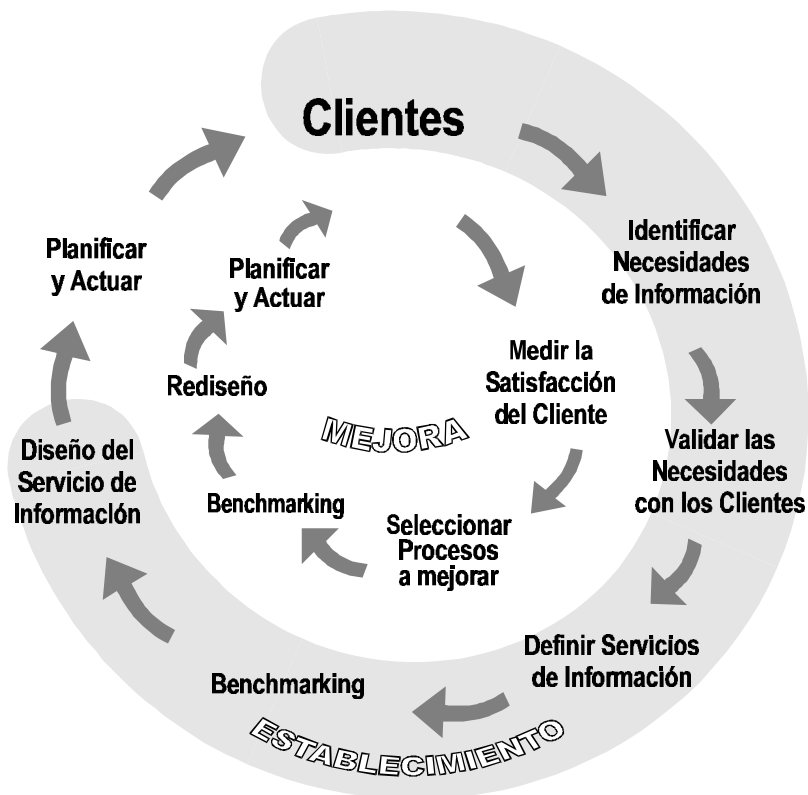 Clientes
Identificar
Necesidades
de Información
Validar las
Necesidades
con los Clientes
Definir Servicios
de Información
Benchmarking
ESTABLECIMIENTO
Diseño del
Servicio de
Información
Planificar
y Actuar
Medir la
Satisfacción
del Cliente
Seleccionar
Procesos
a mejorar
Benchmarking
Rediseño
Planificar
y Actuar
MEJORA